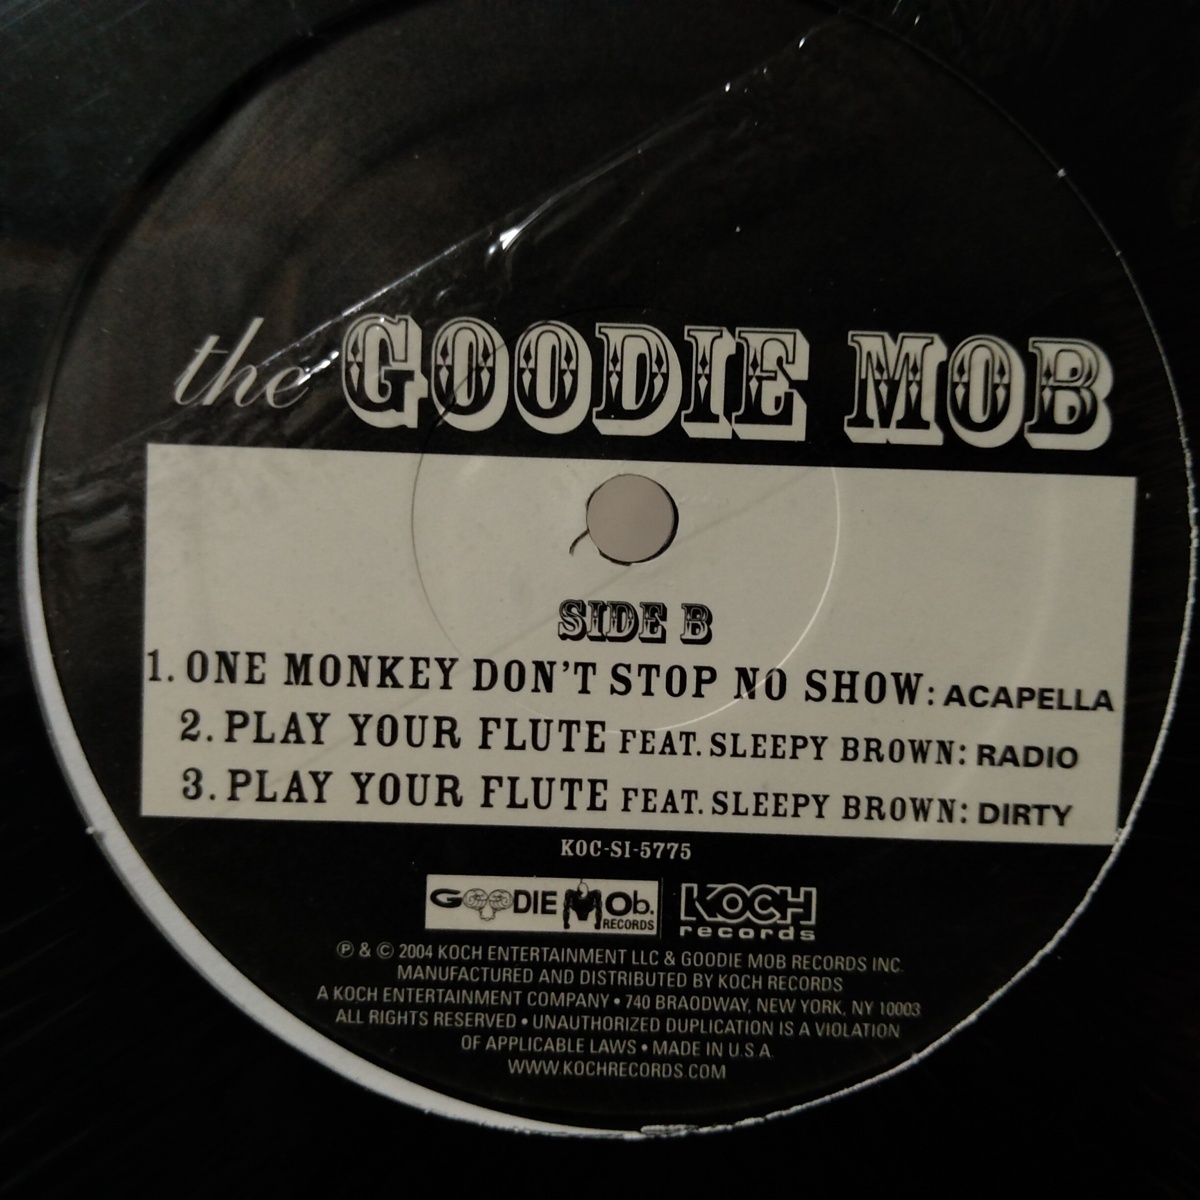 the GOODIE MOB
SIDE B
1. ONE MONKEY DON'T STOP NO SHOW: ACAPELLA
2. PLAY YOUR FLUTE FEAT. SLEEPY BROWN: RADIO
3. PLAY YOUR FLUTE FEAT. SLEEPY BROWN: DIRTY
KOC-SI-5775
GOODIE MOb. RECORDS
KOCH records
℗ & © 2004 KOCH ENTERTAINMENT LLC & GOODIE MOB RECORDS INC.
MANUFACTURED AND DISTRIBUTED BY KOCH RECORDS
A KOCH ENTERTAINMENT COMPANY • 740 BRAODWAY, NEW YORK, NY 10003
ALL RIGHTS RESERVED • UNAUTHORIZED DUPLICATION IS A VIOLATION
OF APPLICABLE LAWS • MADE IN U.S.A.
WWW.KOCHRECORDS.COM